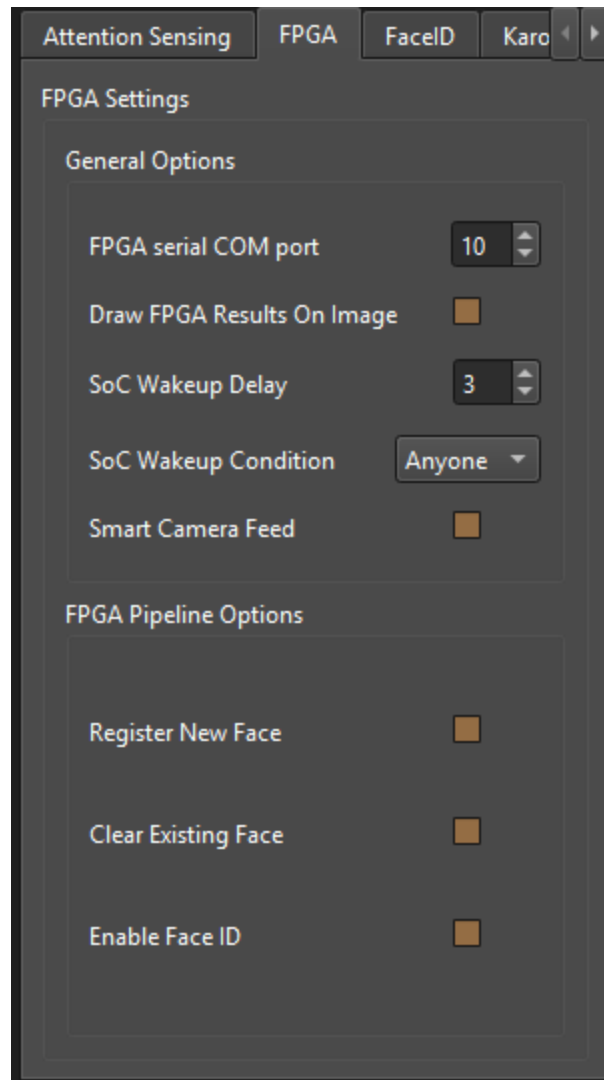 Attention Sensing FPGA FaceID Karo
FPGA Settings
General Options
FPGA serial COM port 10
Draw FPGA Results On Image
SoC Wakeup Delay 3
SoC Wakeup Condition Anyone
Smart Camera Feed
FPGA Pipeline Options
Register New Face
Clear Existing Face
Enable Face ID